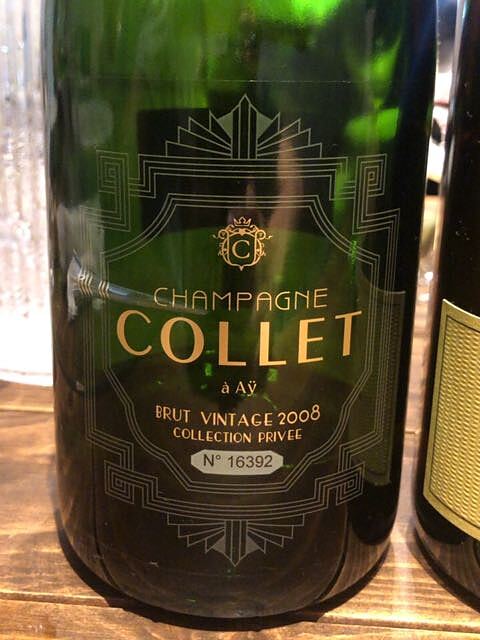 C
CHAMPAGNE
COLLET
à Aÿ
BRUT VINTAGE 2008
COLLECTION PRIVEE
N° 16392